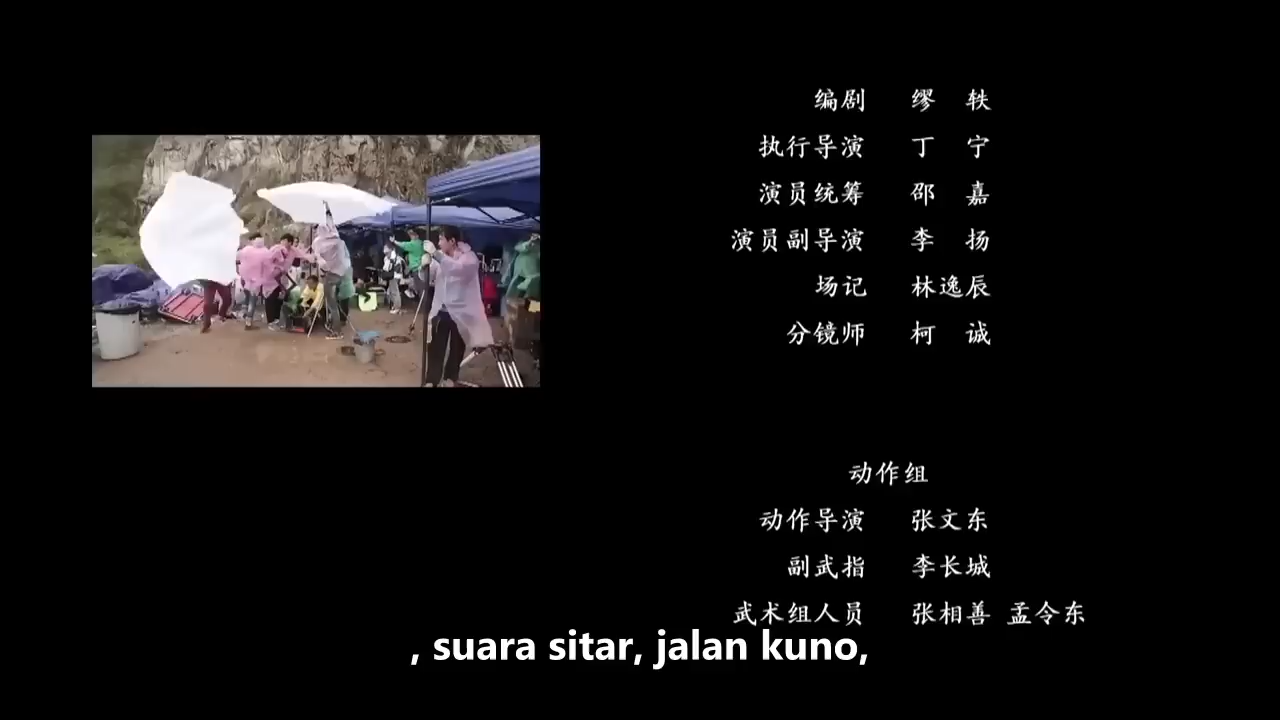 编剧 缪轶
执行导演 丁宁
演员统筹 邵嘉
演员副导演 李扬
场记 林逸辰
分镜师 柯诚
动作组
动作导演 张文东
副武指 李长城
武术组人员 张相善 孟令东
, suara sitar, jalan kuno,